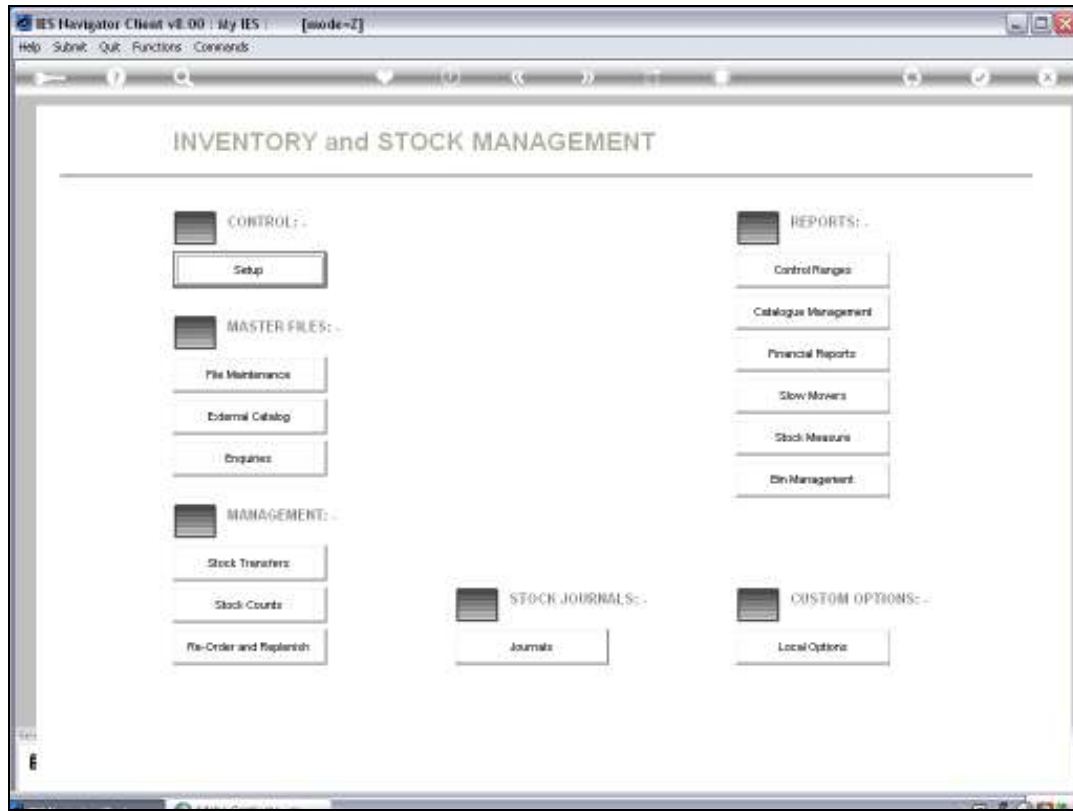 IES Navigator Client v8.00 : My IES : [mode=Z]
Help Submit Quit Functions Commands
INVENTORY and STOCK MANAGEMENT
CONTROL: -
Setup
MASTER FILES: -
File Maintenance
External Catalog
Enquiries
MANAGEMENT: -
Stock Transfers
Stock Counts
Re-Order and Replenish
STOCK JOURNALS: -
Journals
REPORTS: -
Control Ranges
Catalogue Management
Financial Reports
Slow Movers
Stock Measure
Bin Management
CUSTOM OPTIONS: -
Local Options